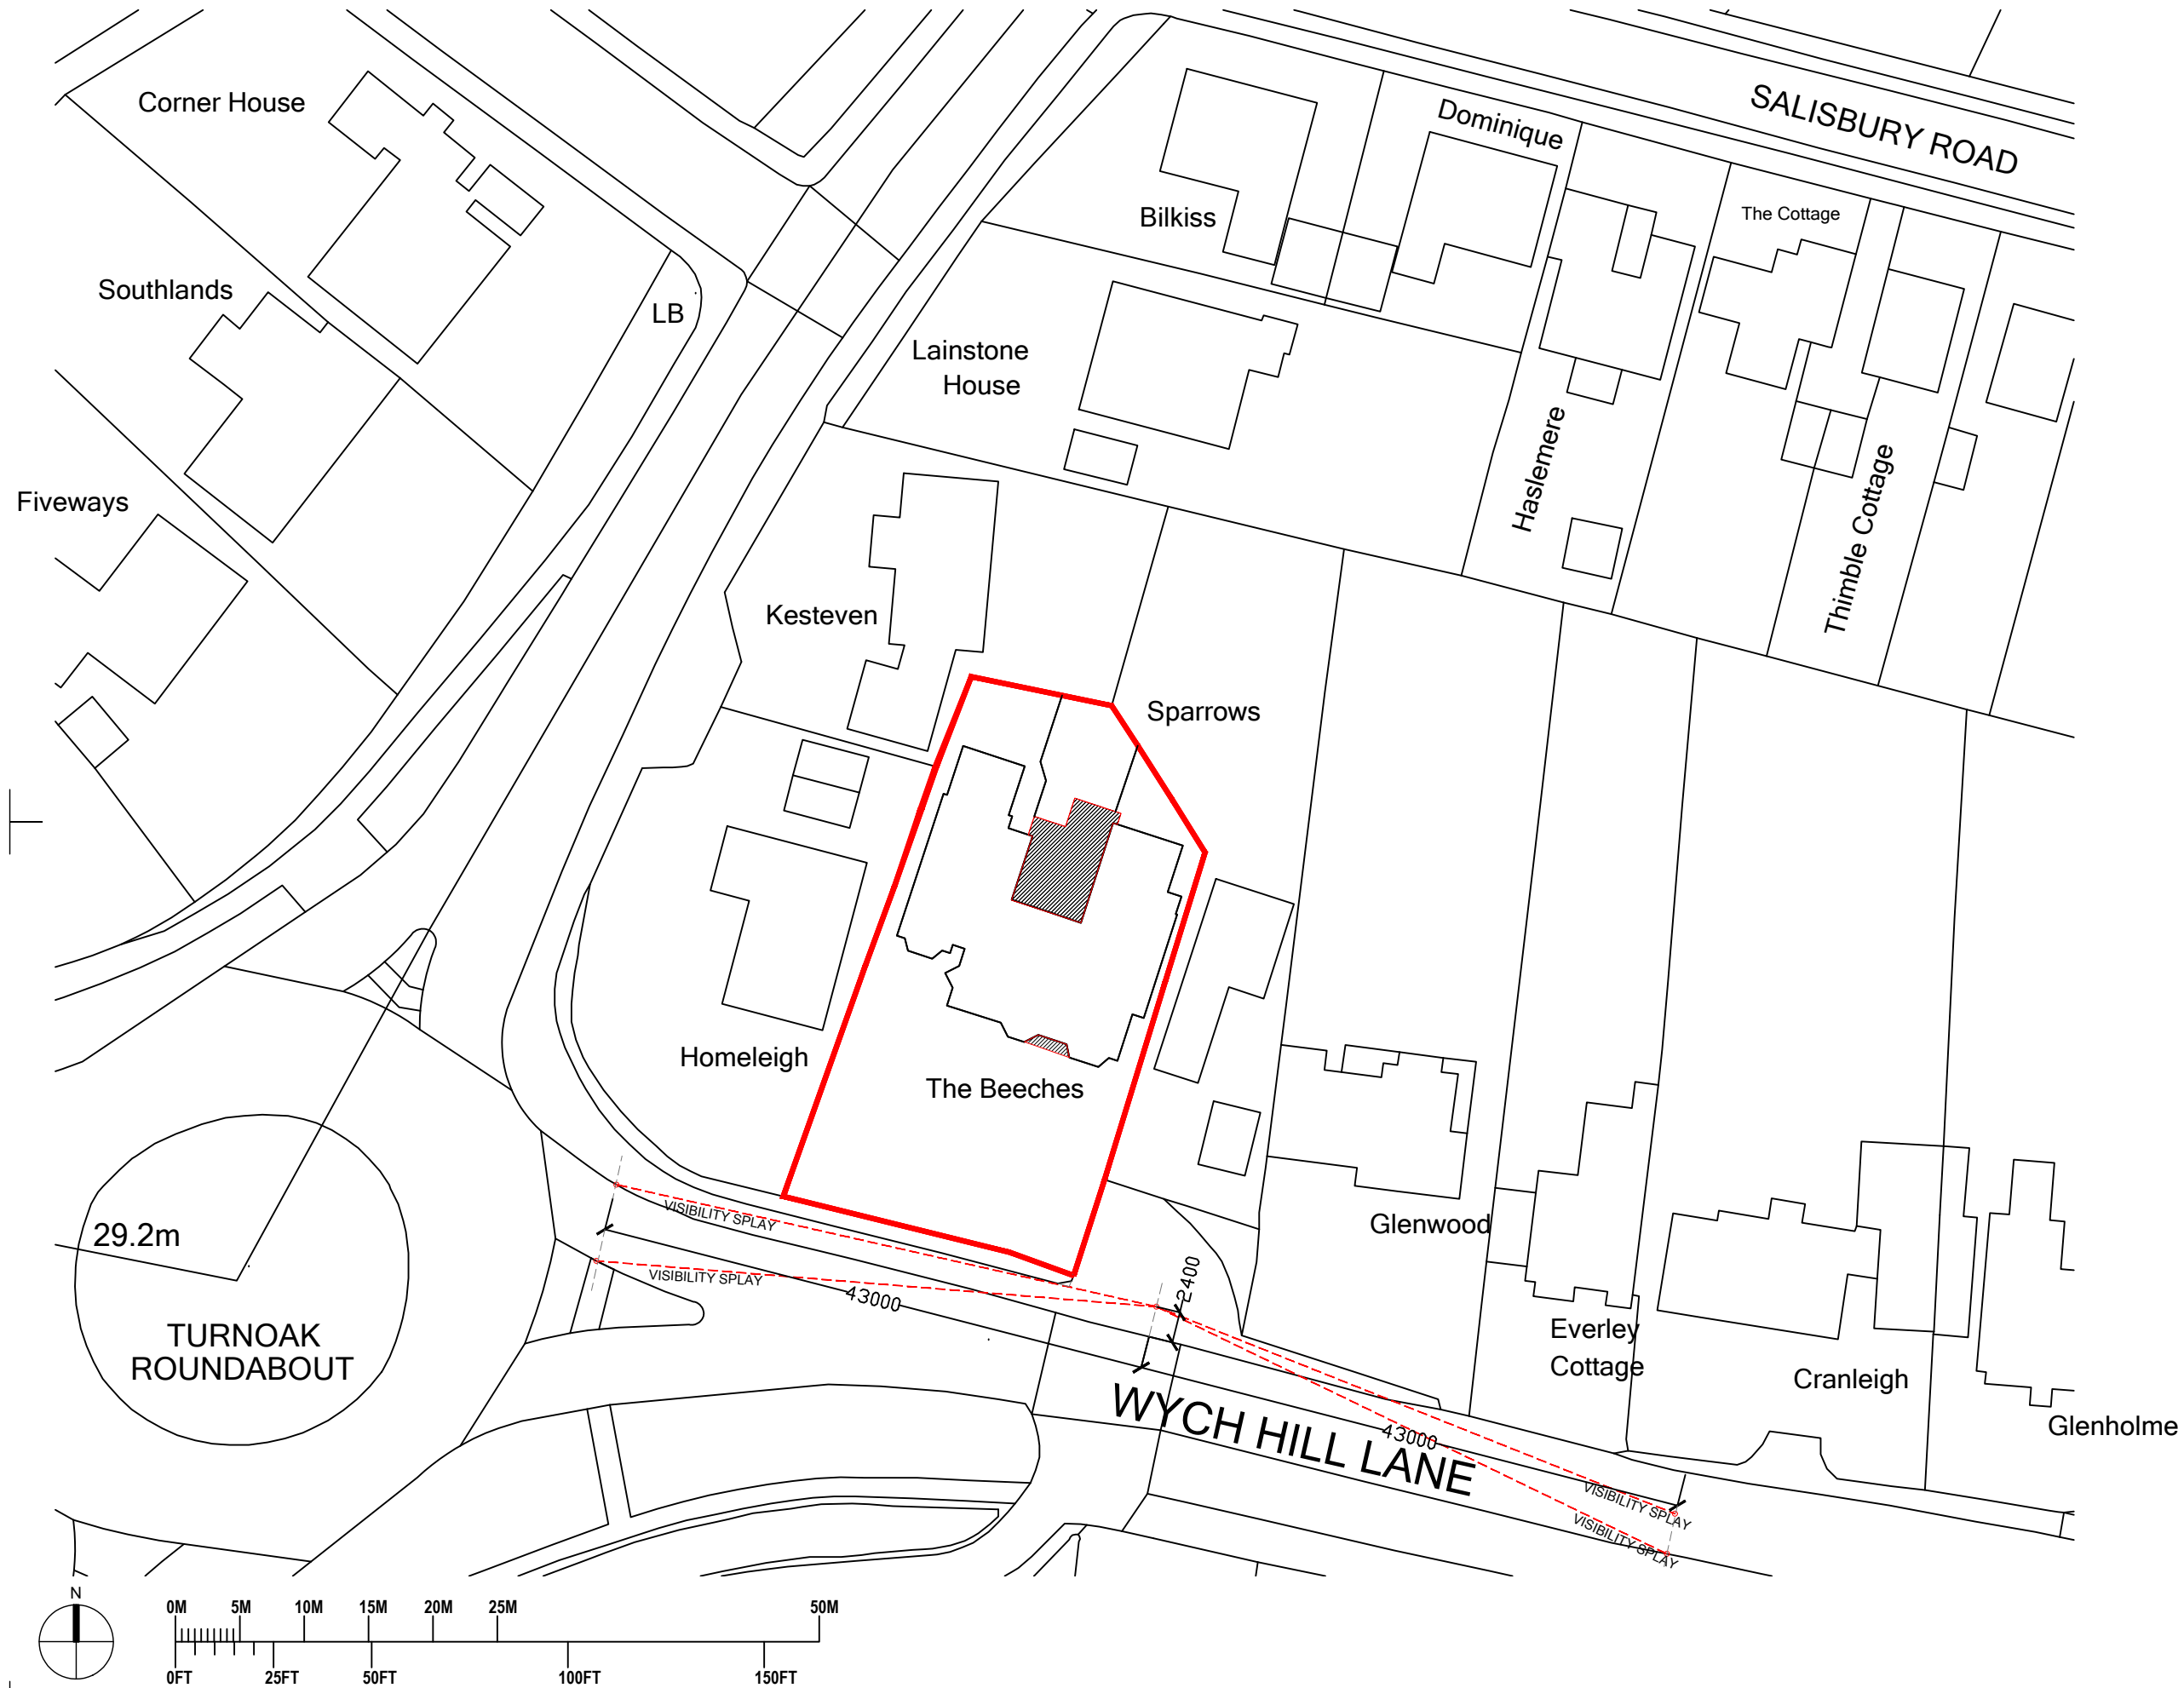 SALISBURY ROAD
Corner House
Dominique
Bilkiss
The Cottage
Southlands
LB
Lainstone
House
Haslemere
Thimble Cottage
Fiveways
Kesteven
Sparrows
Homeleigh
The Beeches
29.2m
VISIBILITY SPLAY
VISIBILITY SPLAY
Glenwood
43000
2400
TURNOAK
ROUNDABOUT
Everley
Cottage
Cranleigh
Glenholme
WYCH HILL LANE
43000
VISIBILITY SPLAY
VISIBILITY SPLAY
N
0M 5M 10M 15M 20M 25M 50M
0FT 25FT 50FT 100FT 150FT